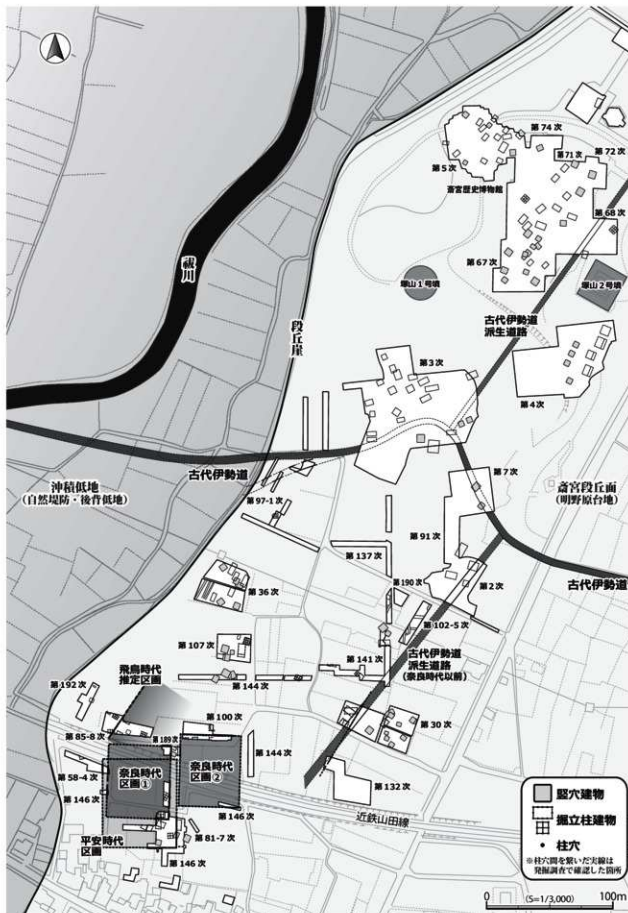 第74次
第71次
第72次
第5次
斎宮歴史博物館
第68次
第67次
塚山1号墳
塚山2号墳
祓川
段丘崖
古代伊勢道
派生道路
第3次
第4次
古代伊勢道
沖積低地
(自然堤防・後背低地)
第97-1次
第7次
斎宮段丘面
(明野原台地)
第91次
第137次
第190次
第2次
古代伊勢道
第36次
第102-5次
第107次
第141次
古代伊勢道
派生道路
(奈良時代以前)
飛鳥時代
推定区画
第144次
第192次
第100次
第30次
第85-8次
第189次
第144次
第58-4次
奈良時代
区画①
奈良時代
区画②
第132次
第146次
第146次
近鉄山田線
平安時代
区画
第81-7次
第146次
竪穴建物
掘立柱建物
柱穴
※柱穴間を繋いだ実線は
発掘調査で確認した箇所
0 (S=1/3,000) 100m